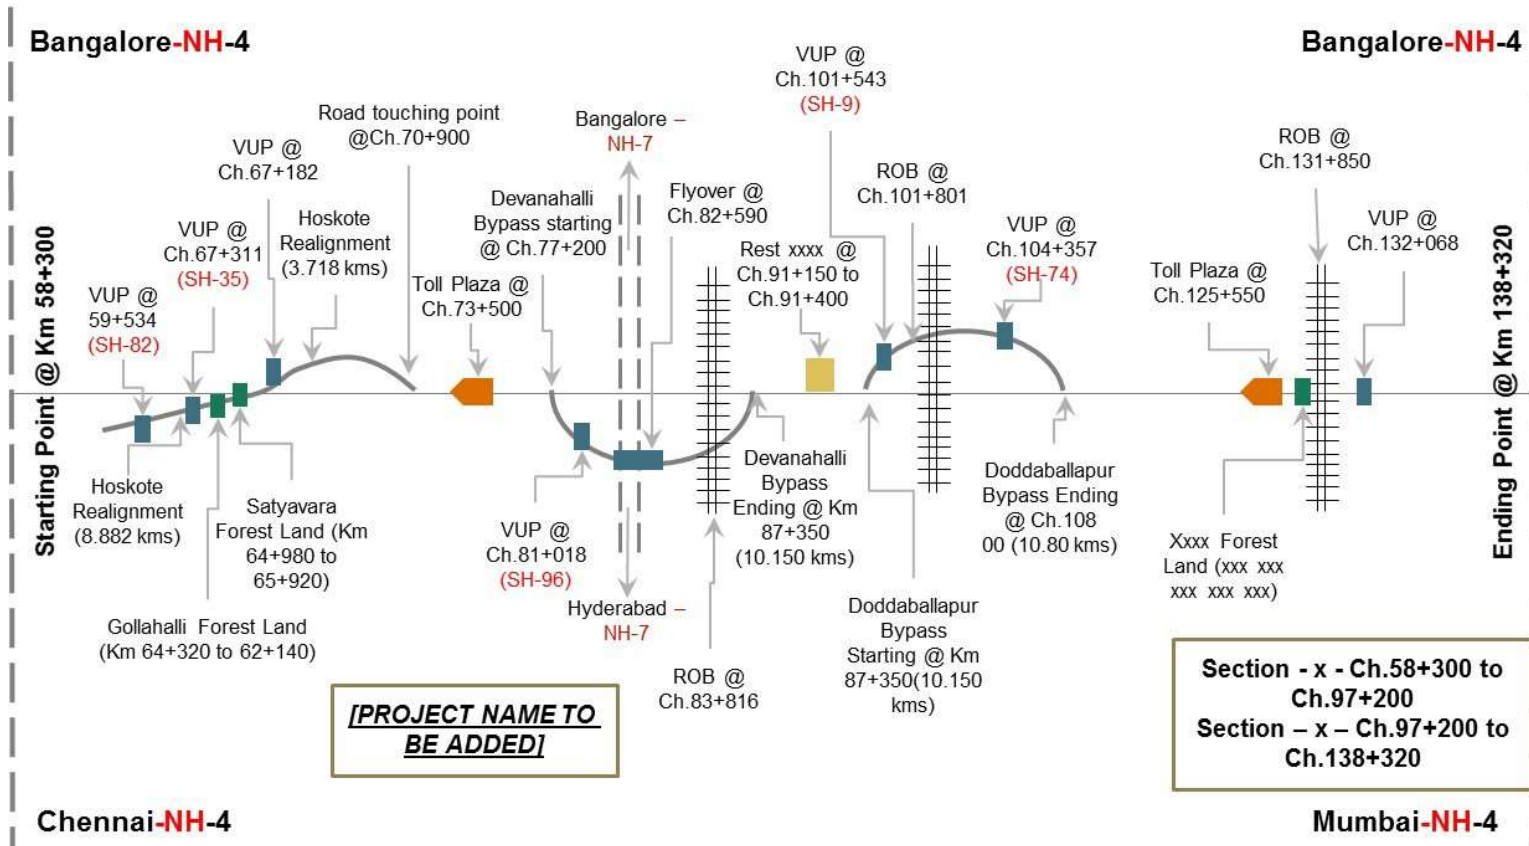 Bangalore-NH-4
Bangalore-NH-4
Starting Point @ Km 58+300
VUP @
59+534
(SH-82)
VUP @
Ch.67+311
(SH-35)
VUP @
Ch.67+182
Hoskote
Realignment
(3.718 kms)
Road touching point
@Ch.70+900
Toll Plaza @
Ch.73+500
Devanahalli
Bypass starting
@ Ch.77+200
Bangalore –
NH-7
Flyover @
Ch.82+590
VUP @
Ch.101+543
(SH-9)
Rest xxxx @
Ch.91+150 to
Ch.91+400
ROB @
Ch.101+801
VUP @
Ch.104+357
(SH-74)
Toll Plaza @
Ch.125+550
ROB @
Ch.131+850
VUP @
Ch.132+068
Ending Point @ Km 138+320
Hoskote
Realignment
(8.882 kms)
Satyavara
Forest Land (Km
64+980 to
65+920)
Gollahalli Forest Land
(Km 64+320 to 62+140)
VUP @
Ch.81+018
(SH-96)
Hyderabad –
NH-7
ROB @
Ch.83+816
Devanahalli
Bypass
Ending @ Km
87+350
(10.150 kms)
Doddaballapur
Bypass
Starting @ Km
87+350(10.150
kms)
Doddaballapur
Bypass Ending
@ Ch.108
00 (10.80 kms)
Xxxx Forest
Land (xxx xxx
xxx xxx xxx)
[PROJECT NAME TO
BE ADDED]
Section - x - Ch.58+300 to
Ch.97+200
Section – x – Ch.97+200 to
Ch.138+320
Chennai-NH-4
Mumbai-NH-4